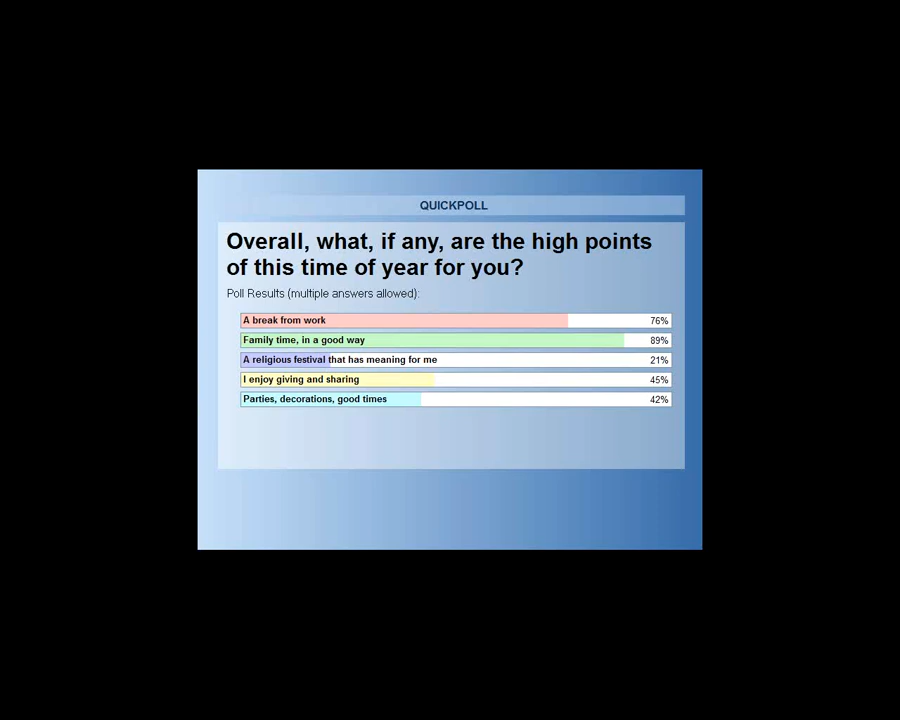 QUICKPOLL
Overall, what, if any, are the high points
of this time of year for you?
Poll Results (multiple answers allowed):
A break from work 76%
Family time, in a good way 89%
A religious festival that has meaning for me 21%
I enjoy giving and sharing 45%
Parties, decorations, good times 42%